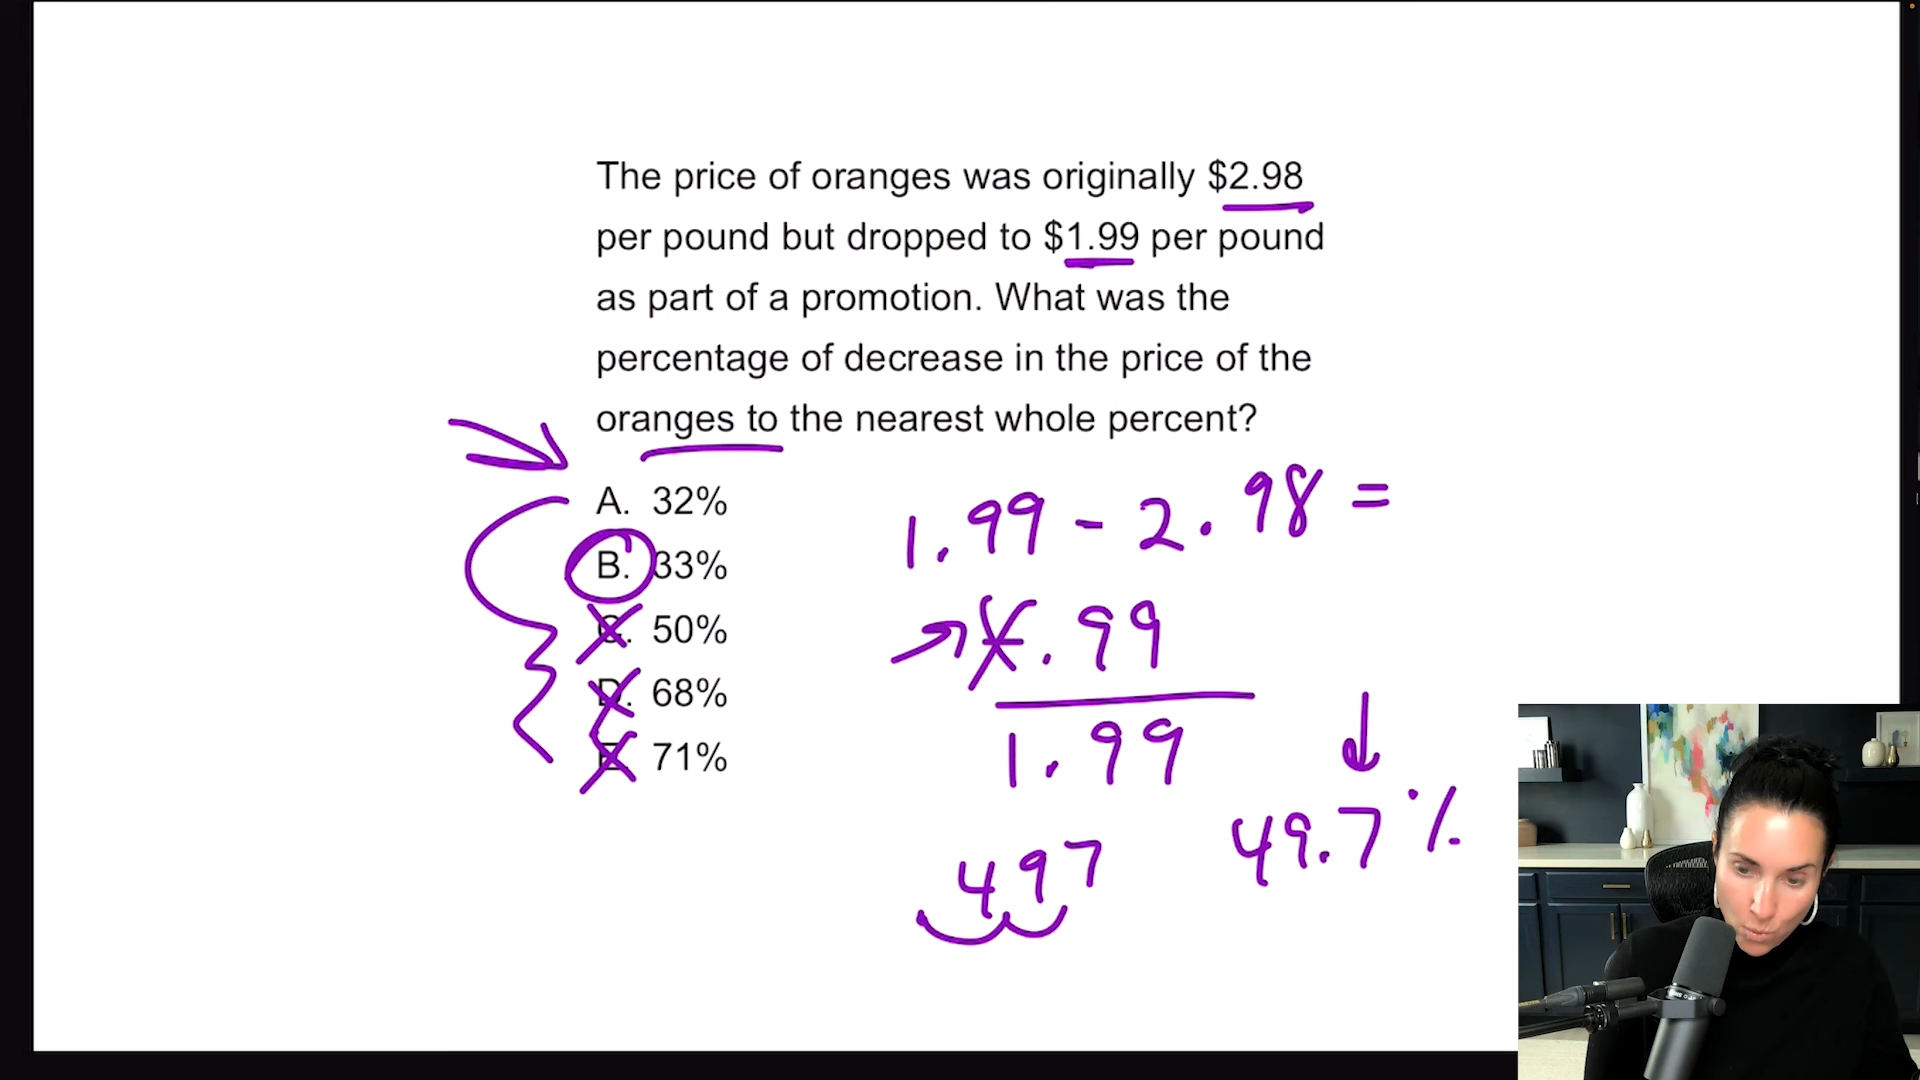 The price of oranges was originally $2.98
per pound but dropped to $1.99 per pound
as part of a promotion. What was the
percentage of decrease in the price of the
oranges to the nearest whole percent?
A. 32%
B. 33%
C. 50%
D. 68%
E. 71%
1.99 - 2.98 =
.99
1.99
497
49.7%